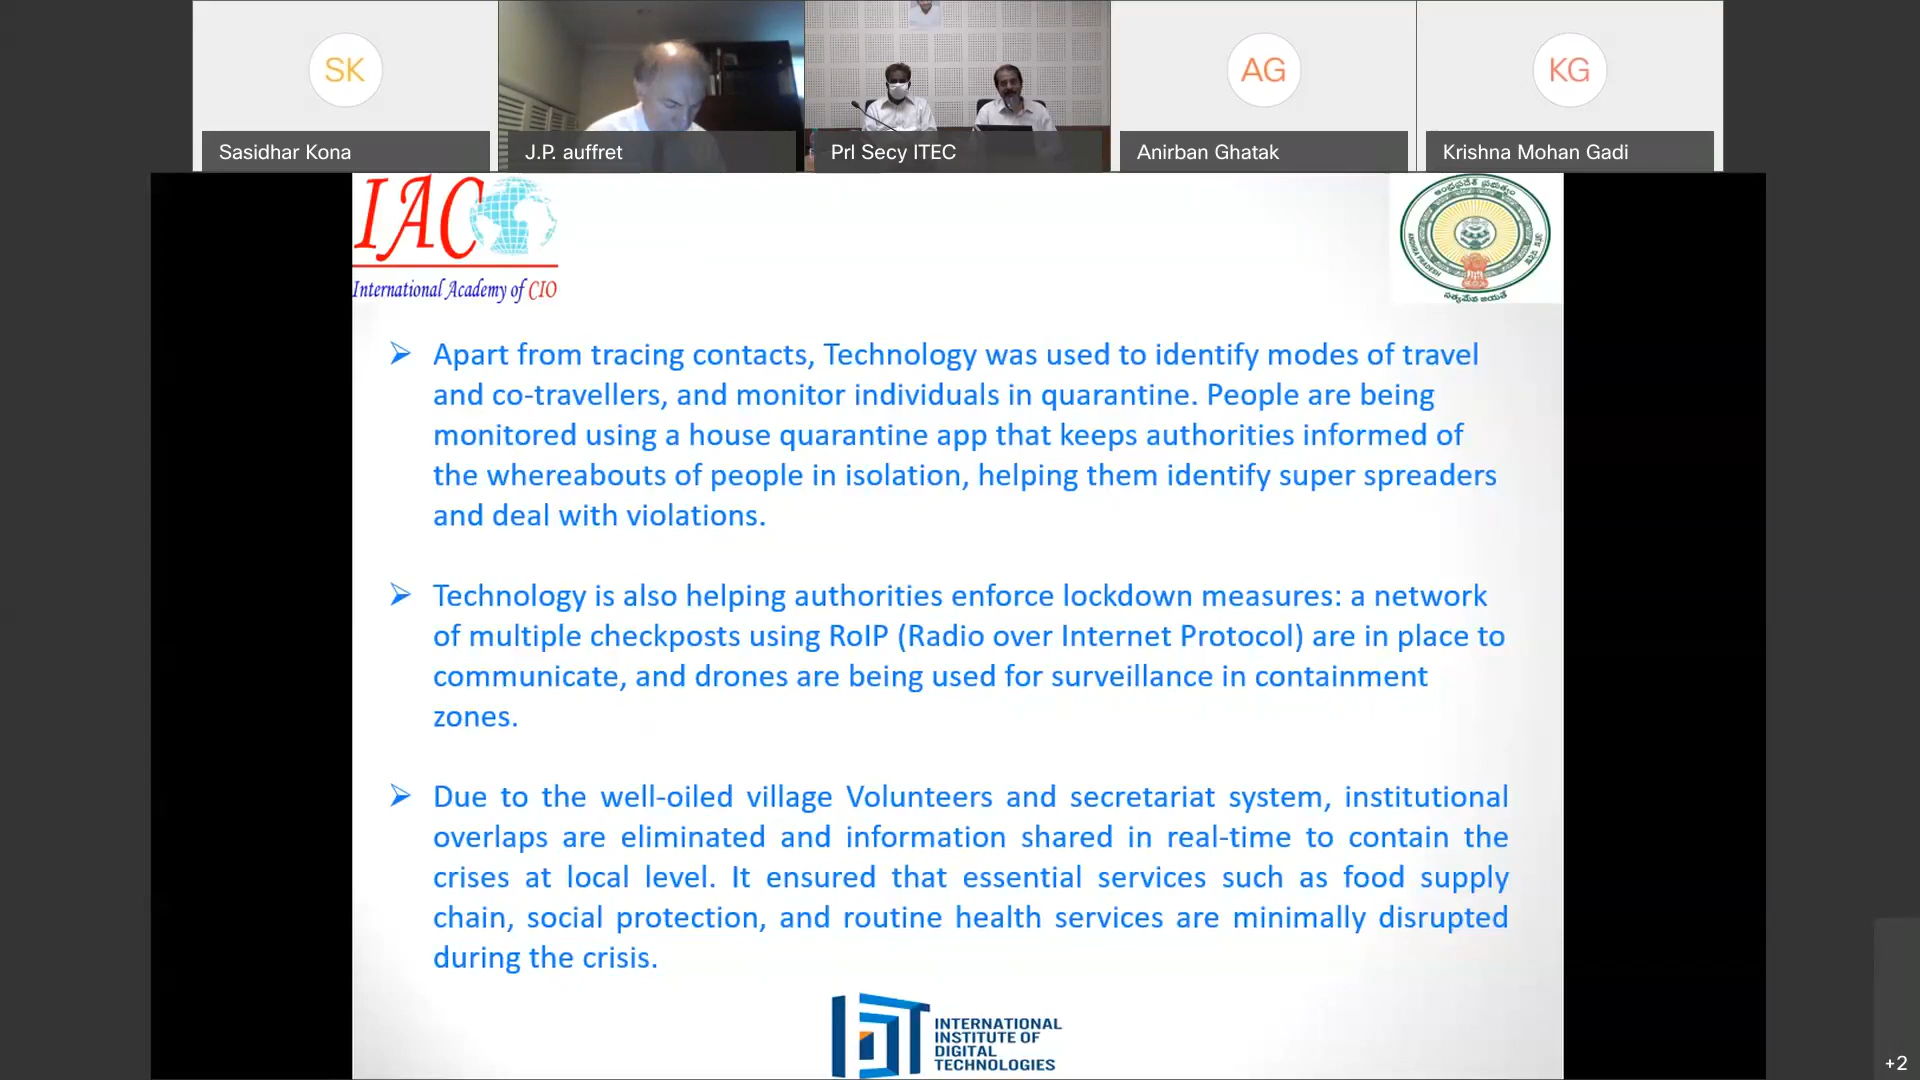 SK
AG
KG
Sasidhar Kona
J.P. auffret
Prl Secy ITEC
Anirban Ghatak
Krishna Mohan Gadi
IAC
International Academy of CIO
ఆంధ్రప్రదేశ్ ప్రభుత్వం
ANDHRA PRADESH
సత్యమేవ జయతే
➢ Apart from tracing contacts, Technology was used to identify modes of travel
and co-travellers, and monitor individuals in quarantine. People are being
monitored using a house quarantine app that keeps authorities informed of
the whereabouts of people in isolation, helping them identify super spreaders
and deal with violations.
➢ Technology is also helping authorities enforce lockdown measures: a network
of multiple checkposts using RoIP (Radio over Internet Protocol) are in place to
communicate, and drones are being used for surveillance in containment
zones.
➢ Due to the well-oiled village Volunteers and secretariat system, institutional
overlaps are eliminated and information shared in real-time to contain the
crises at local level. It ensured that essential services such as food supply
chain, social protection, and routine health services are minimally disrupted
during the crisis.
INTERNATIONAL
INSTITUTE OF
DIGITAL
TECHNOLOGIES
+2